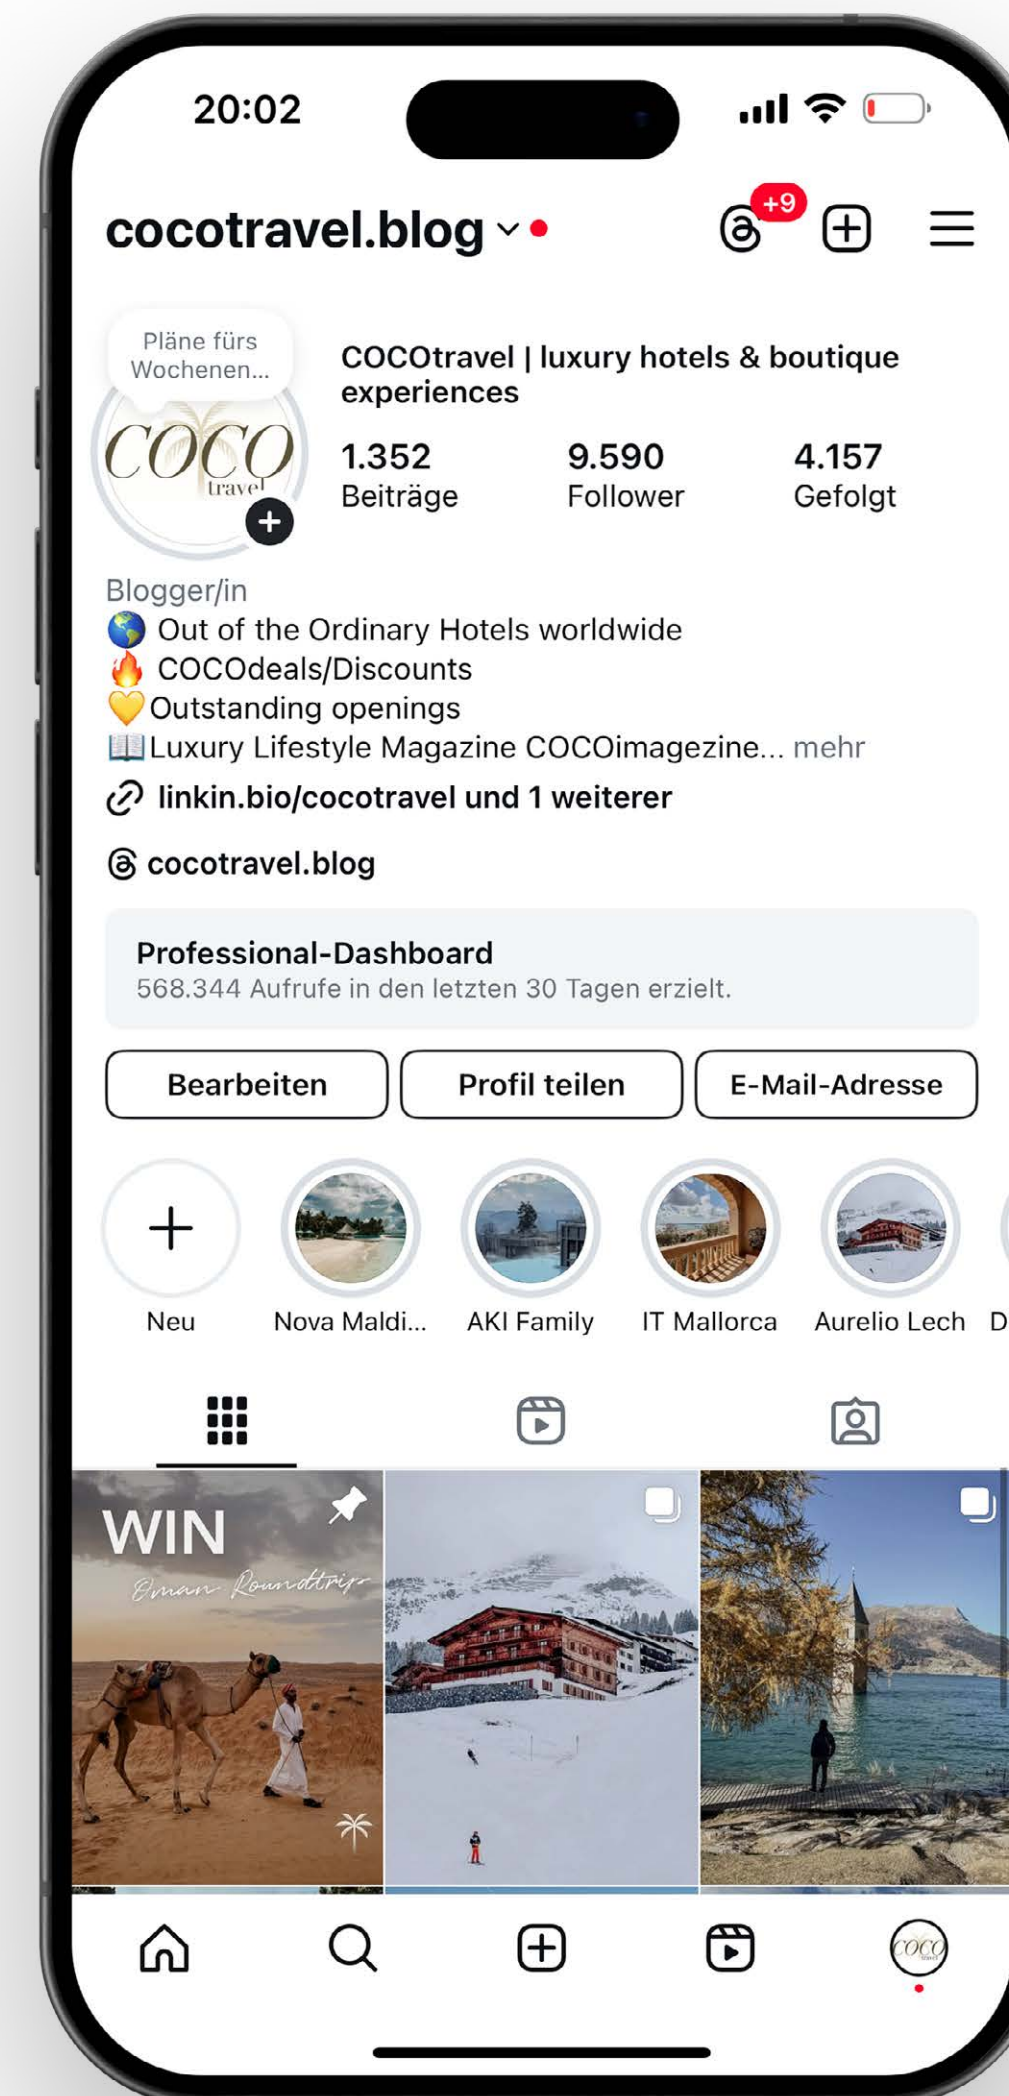 20:02
cocotravel.blog
+9
Pläne fürs
Wochenen...
COCO
travel
COCOtravel | luxury hotels & boutique
experiences
1.352
9.590
4.157
Beiträge
Follower
Gefolgt
Blogger/in
Out of the Ordinary Hotels worldwide
COCOdeals/Discounts
Outstanding openings
Luxury Lifestyle Magazine COCOimagezine... mehr
linkin.bio/cocotravel und 1 weiterer
cocotravel.blog
Professional-Dashboard
568.344 Aufrufe in den letzten 30 Tagen erzielt.
Bearbeiten
Profil teilen
E-Mail-Adresse
Neu
Nova Maldi...
AKI Family
IT Mallorca
Aurelio Lech
D
WIN
Oman Roundtrip
COCO
travel